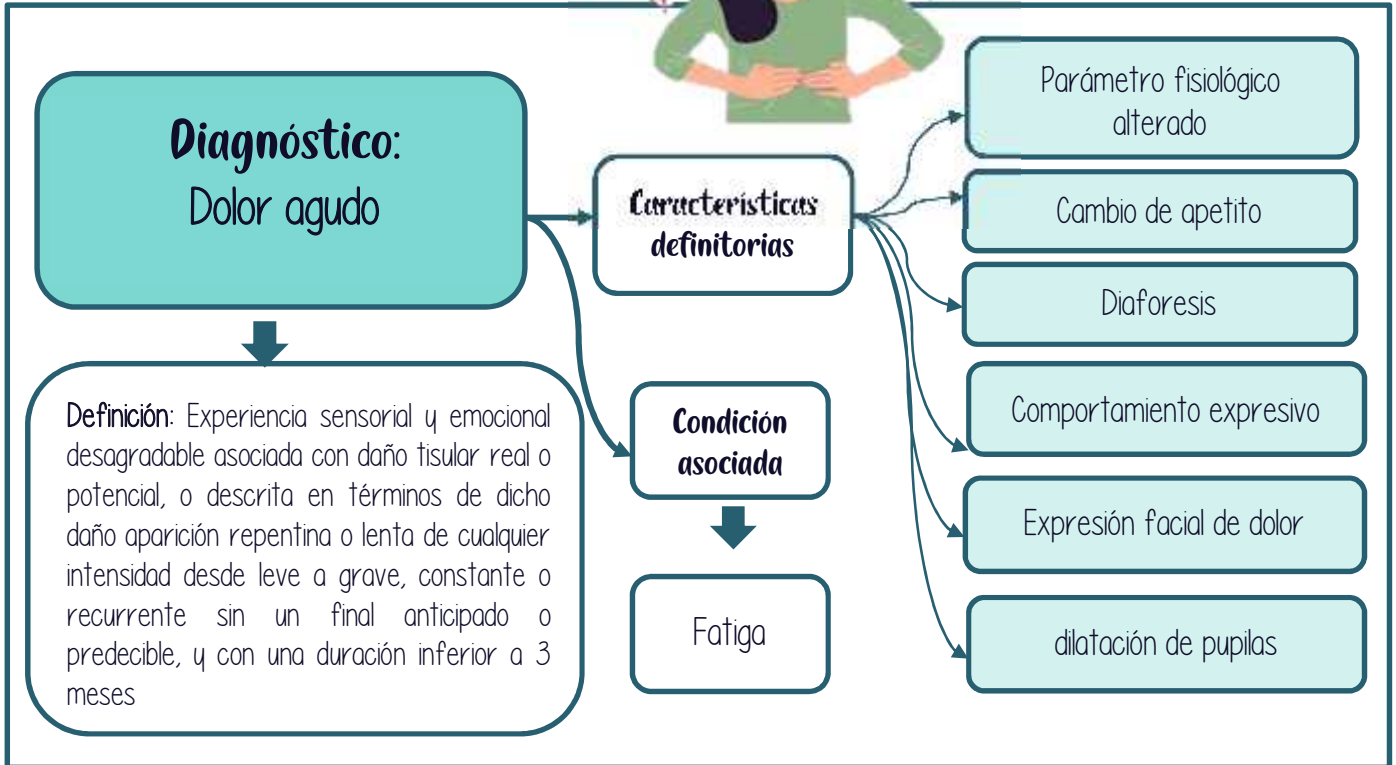 Diagnóstico:
Dolor agudo
Definición: Experiencia sensorial y emocional
desagradable asociada con daño tisular real o
potencial, o descrita en términos de dicho
daño aparición repentina o lenta de cualquier
intensidad desde leve a grave, constante o
recurrente sin un final anticipado o
predecible, y con una duración inferior a 3
meses
Características
definitorias
Condición
asociada
Fatiga
Parámetro fisiológico
alterado
Cambio de apetito
Diaforesis
Comportamiento expresivo
Expresión facial de dolor
dilatación de pupilas